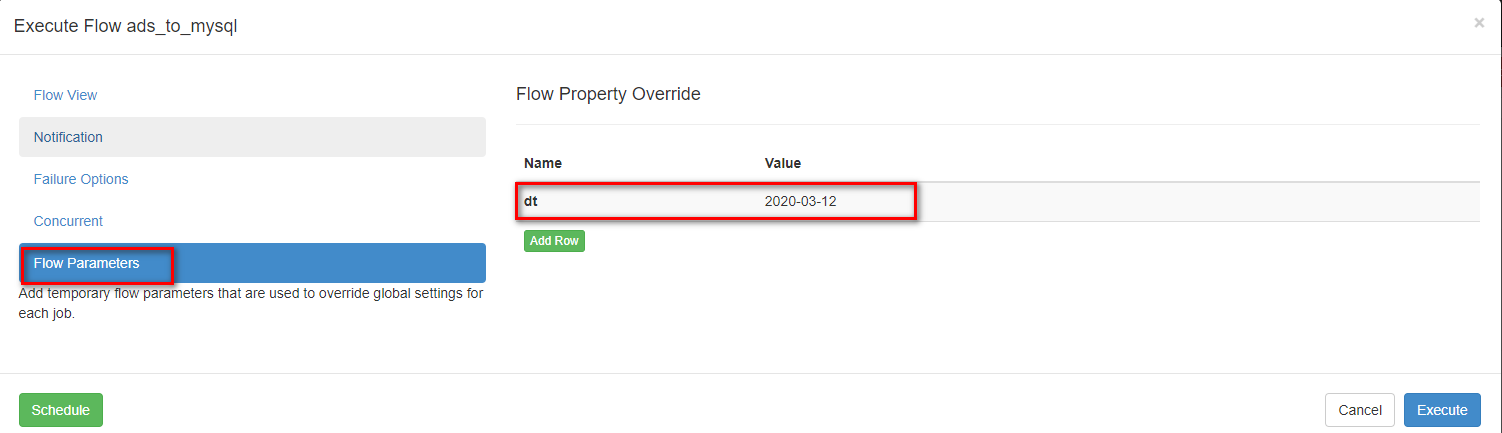 Execute Flow ads_to_mysql
×
Flow View
Notification
Failure Options
Concurrent
Flow Parameters
Add temporary flow parameters that are used to override global settings for
each job.
Flow Property Override
Name Value
dt 2020-03-12
Add Row
Schedule
Cancel
Execute